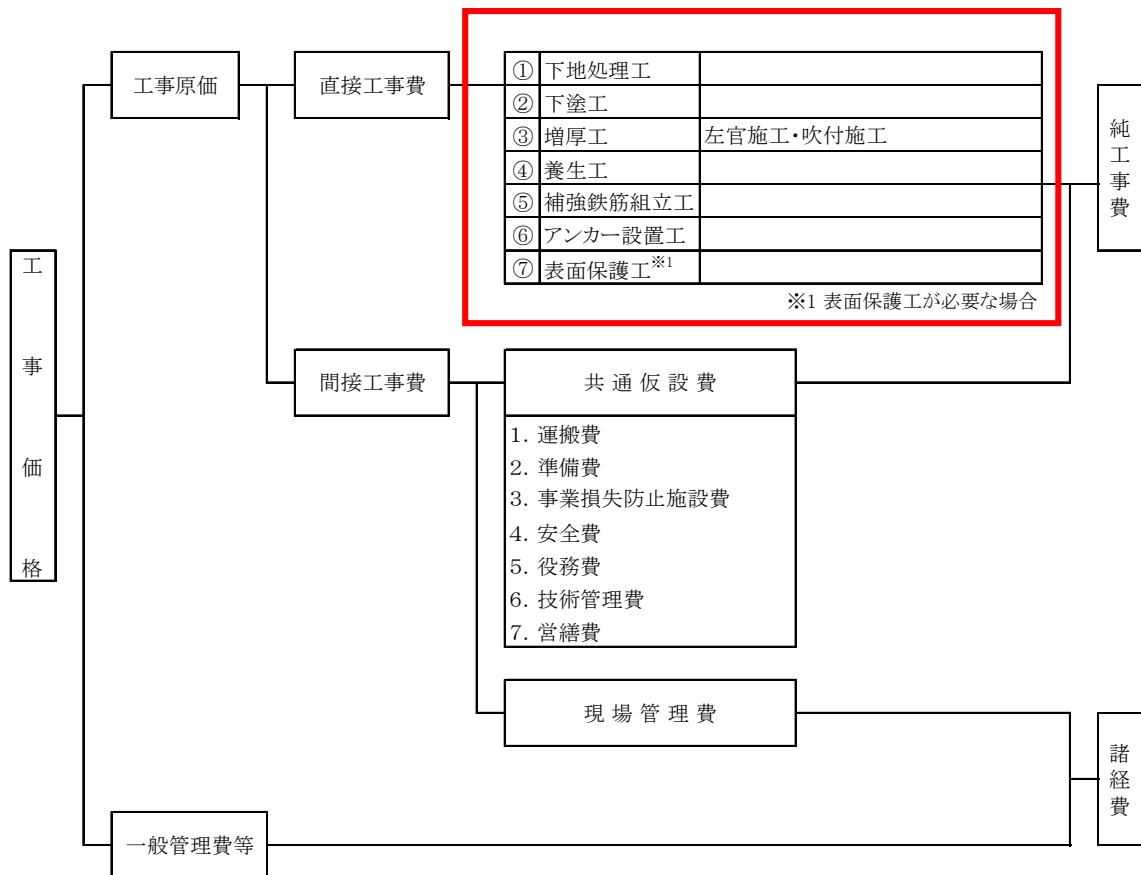 工事価格
工事原価
直接工事費
① 下地処理工
② 下塗工
③ 増厚工 左官施工・吹付施工
④ 養生工
⑤ 補強鉄筋組立工
⑥ アンカー設置工
⑦ 表面保護工※1
※1 表面保護工が必要な場合
純工事費
間接工事費
共通仮設費
1. 運搬費
2. 準備費
3. 事業損失防止施設費
4. 安全費
5. 役務費
6. 技術管理費
7. 営繕費
現場管理費
諸経費
一般管理費等